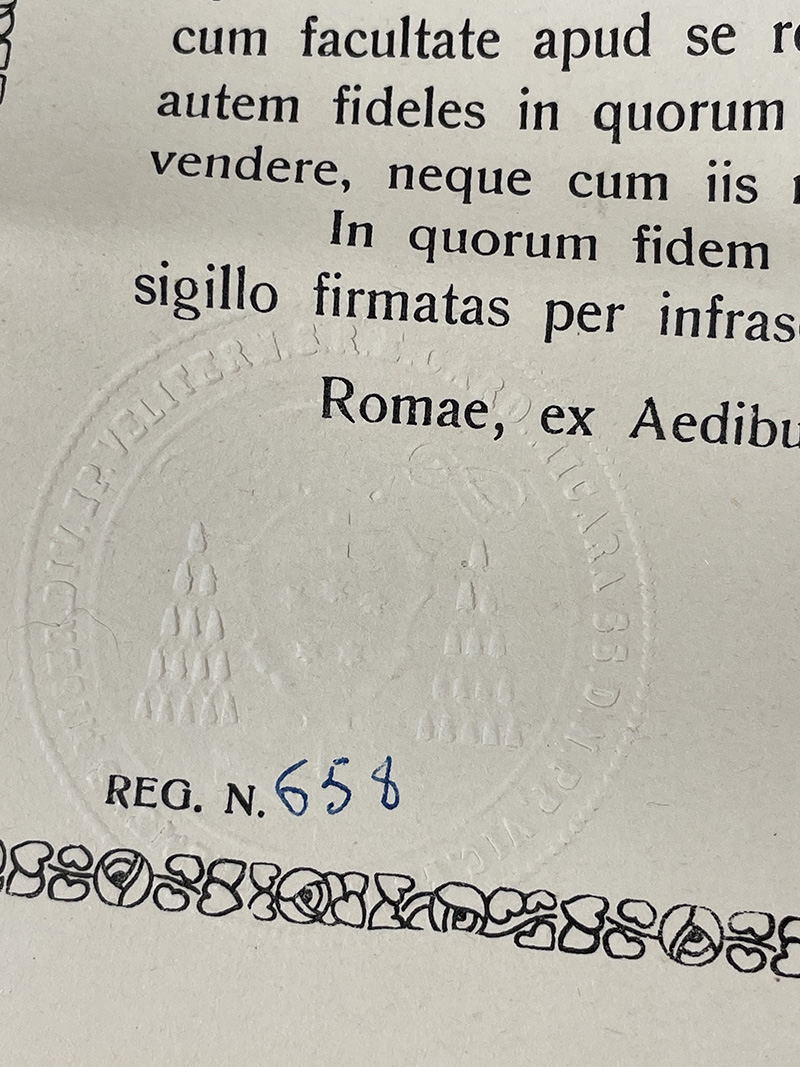 cum facultate apud se
autem fideles in quorum
vendere, neque cum iis
In quorum fidem
sigillo firmatas per infras
Romae, ex Aedibu
REG. N. 658